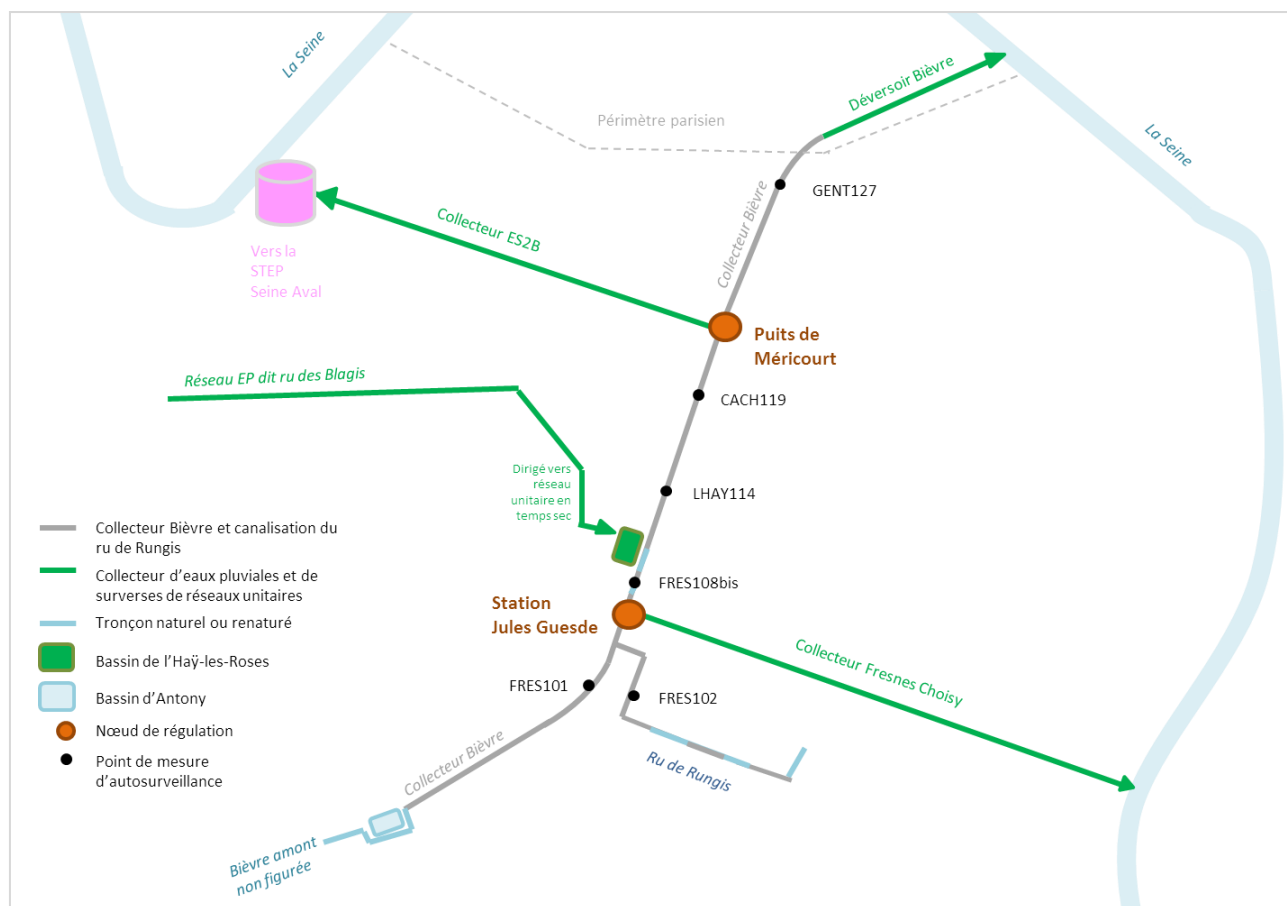 La Seine
Déversoir Bièvre
Périmètre parisien
La Seine
GENT127
Collecteur Bièvre
Collecteur ES2B
Vers la
STEP
Seine Aval
Puits de
Méricourt
Réseau EP dit ru des Blagis
CACH119
Dirigé vers
réseau
unitaire en
temps sec
LHAY114
FRES108bis
Station
Jules Guesde
Collecteur Fresnes Choisy
FRES101
FRES102
Collecteur Bièvre
Ru de Rungis
Bièvre amont
non figurée
Collecteur Bièvre et canalisation du
ru de Rungis
Collecteur d'eaux pluviales et de
surverses de réseaux unitaires
Tronçon naturel ou renaturé
Bassin de l'Haÿ-les-Roses
Bassin d'Antony
Nœud de régulation
Point de mesure
d'autosurveillance